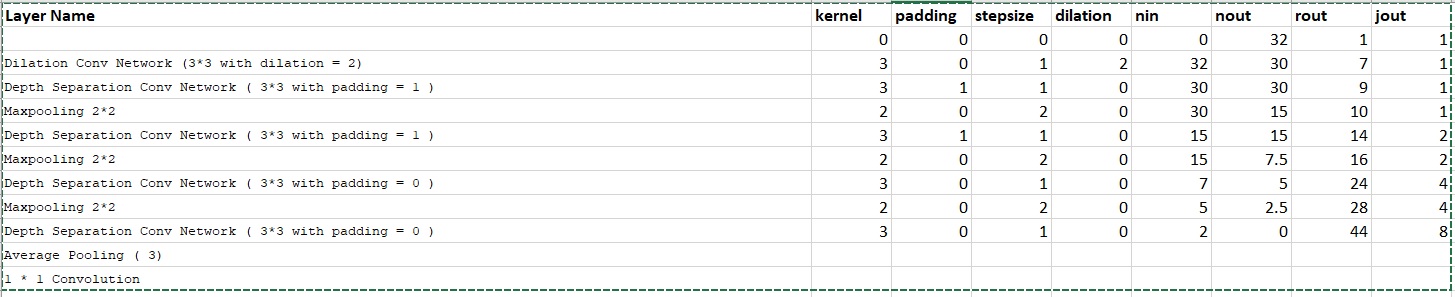 Layer Name kernel padding stepsize dilation nin nout rout jout
0 0 0 0 0 32 1 1
Dilation Conv Network (3*3 with dilation = 2) 3 0 1 2 32 30 7 1
Depth Separation Conv Network ( 3*3 with padding = 1 ) 3 1 1 0 30 30 9 1
Maxpooling 2*2 2 0 2 0 30 15 10 1
Depth Separation Conv Network ( 3*3 with padding = 1 ) 3 1 1 0 15 15 14 2
Maxpooling 2*2 2 0 2 0 15 7.5 16 2
Depth Separation Conv Network ( 3*3 with padding = 0 ) 3 0 1 0 7 5 24 4
Maxpooling 2*2 2 0 2 0 5 2.5 28 4
Depth Separation Conv Network ( 3*3 with padding = 0 ) 3 0 1 0 2 0 44 8
Average Pooling ( 3)
1 * 1 Convolution